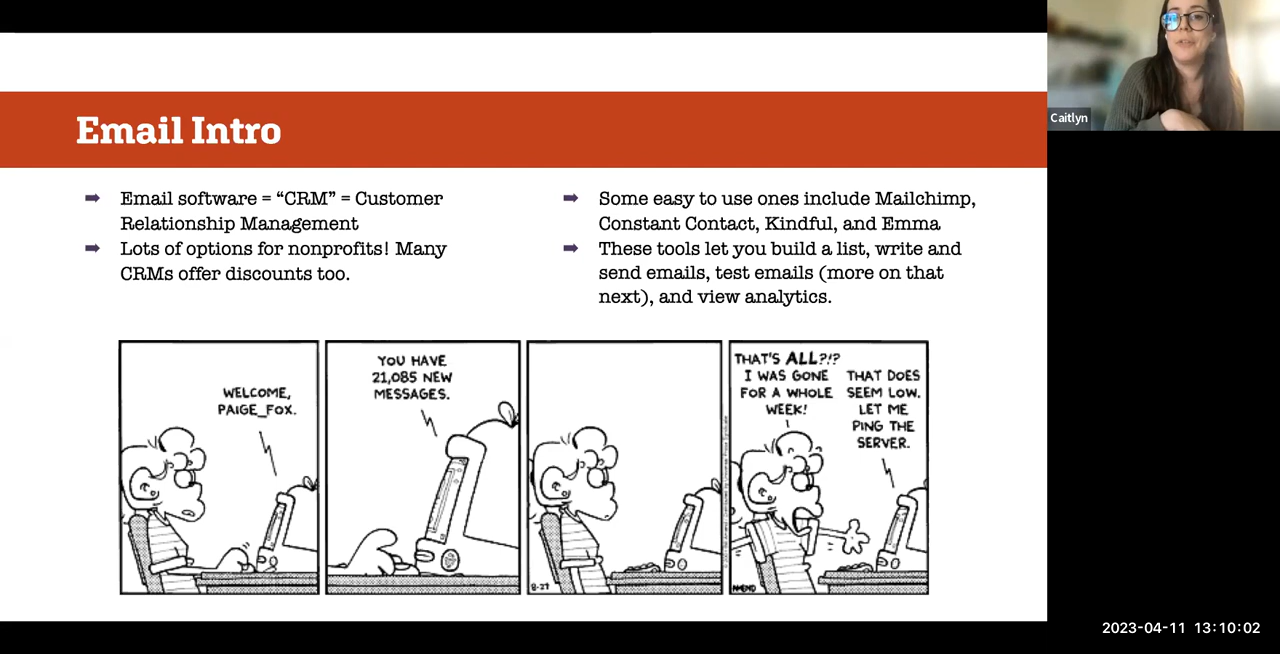 Email Intro
Email software = “CRM” = Customer
Relationship Management
Lots of options for nonprofits! Many
CRMs offer discounts too.
Some easy to use ones include Mailchimp,
Constant Contact, Kindful, and Emma
These tools let you build a list, write and
send emails, test emails (more on that
next), and view analytics.
WELCOME,
PAIGE_FOX.
YOU HAVE
21,085 NEW
MESSAGES.
8-27
THAT'S ALL?!?
I WAS GONE
FOR A WHOLE
WEEK!
THAT DOES
SEEM LOW.
LET ME
PING THE
SERVER.
Caitlyn
2023-04-11 13:10:02